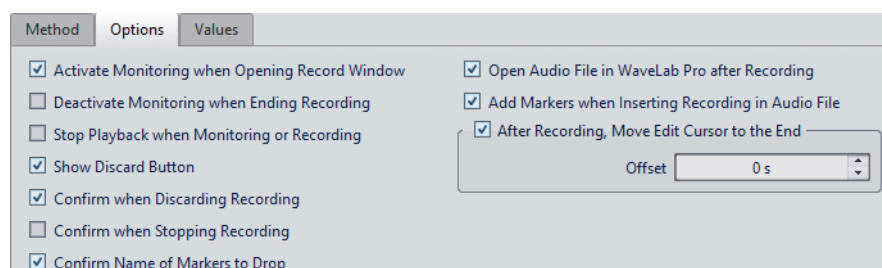 Method Options Values
Activate Monitoring when Opening Record Window
Deactivate Monitoring when Ending Recording
Stop Playback when Monitoring or Recording
Show Discard Button
Confirm when Discarding Recording
Confirm when Stopping Recording
Confirm Name of Markers to Drop
Open Audio File in WaveLab Pro after Recording
Add Markers when Inserting Recording in Audio File
After Recording, Move Edit Cursor to the End
Offset 0 s